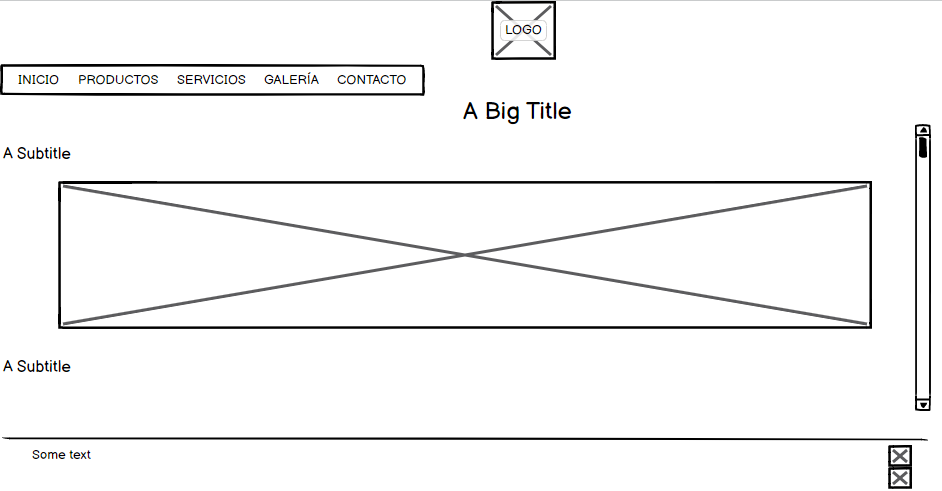 LOGO
INICIO PRODUCTOS SERVICIOS GALERÍA CONTACTO
A Big Title
A Subtitle
A Subtitle
Some text